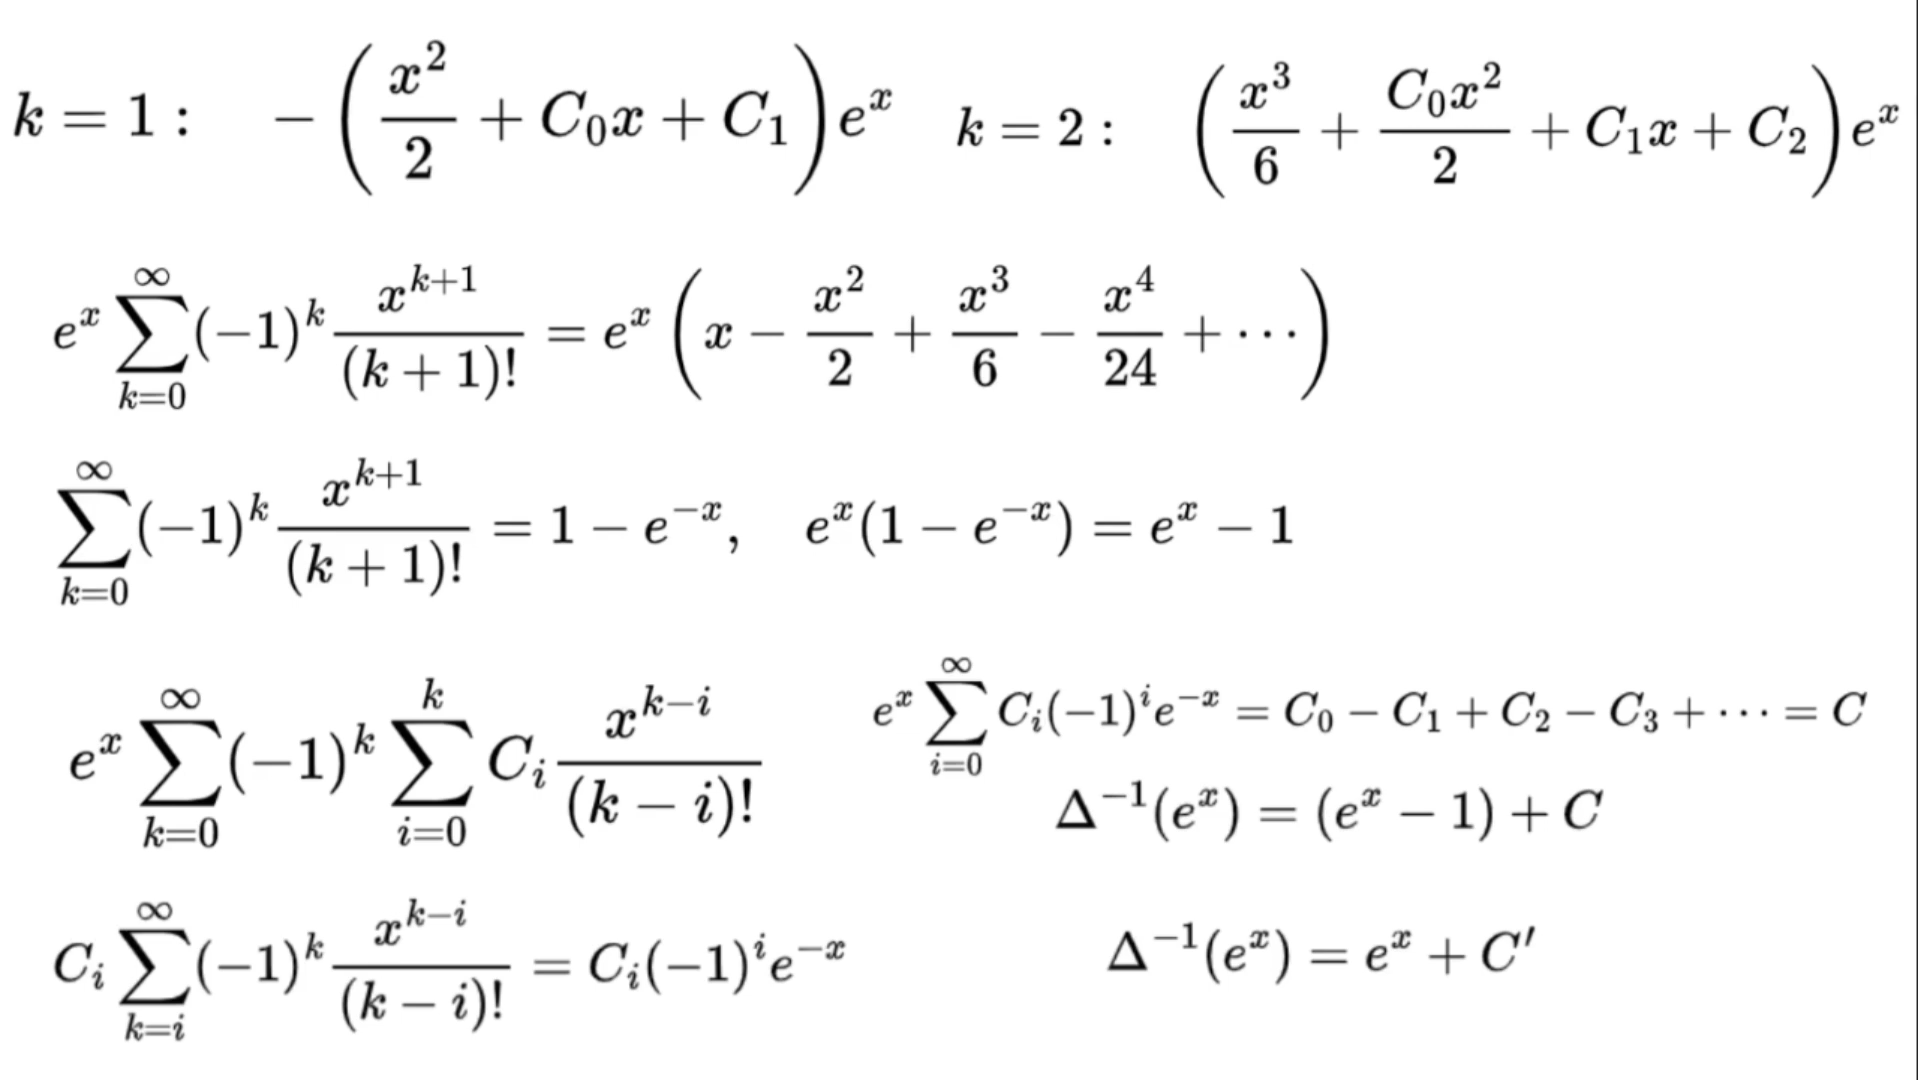 k = 1 : −(x²/2 + C₀x + C₁)eˣ k = 2 : (x³/6 + C₀x²/2 + C₁x + C₂)eˣ
eˣ ∑_{k=0}^{∞} (−1)ᵏ x^{k+1}/(k + 1)! = eˣ (x − x²/2 + x³/6 − x⁴/24 + ⋯)
∑_{k=0}^{∞} (−1)ᵏ x^{k+1}/(k + 1)! = 1 − e^{−x}, eˣ(1 − e^{−x}) = eˣ − 1
eˣ ∑_{k=0}^{∞} (−1)ᵏ ∑_{i=0}^{k} Cᵢ x^{k−i}/(k − i)!
Cᵢ ∑_{k=i}^{∞} (−1)ᵏ x^{k−i}/(k − i)! = Cᵢ(−1)ⁱe^{−x}
eˣ ∑_{i=0}^{∞} Cᵢ(−1)ⁱe^{−x} = C₀ − C₁ + C₂ − C₃ + ⋯ = C
Δ⁻¹(eˣ) = (eˣ − 1) + C
Δ⁻¹(eˣ) = eˣ + C′